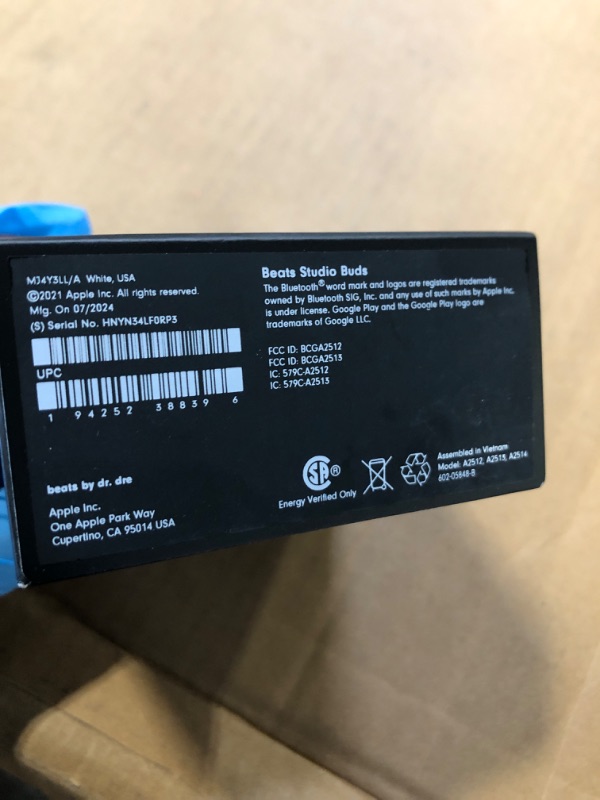 MJ4Y3LL/A White, USA
©2021 Apple Inc. All rights reserved.
Mfg. On 07/2024
(S) Serial No. HNYN34LF0RP3
UPC
1 94252 38839 6
beats by dr. dre
Apple Inc.
One Apple Park Way
Cupertino, CA 95014 USA
Beats Studio Buds
The Bluetooth® word mark and logos are registered trademarks
owned by Bluetooth SIG, Inc. and any use of such marks by Apple Inc.
is under license. Google Play and the Google Play logo are
trademarks of Google LLC.
FCC ID: BCGA2512
FCC ID: BCGA2513
IC: 579C-A2512
IC: 579C-A2513
SA®
Energy Verified Only
Assembled in Vietnam
Model: A2512, A2513, A2514
602-05848-B